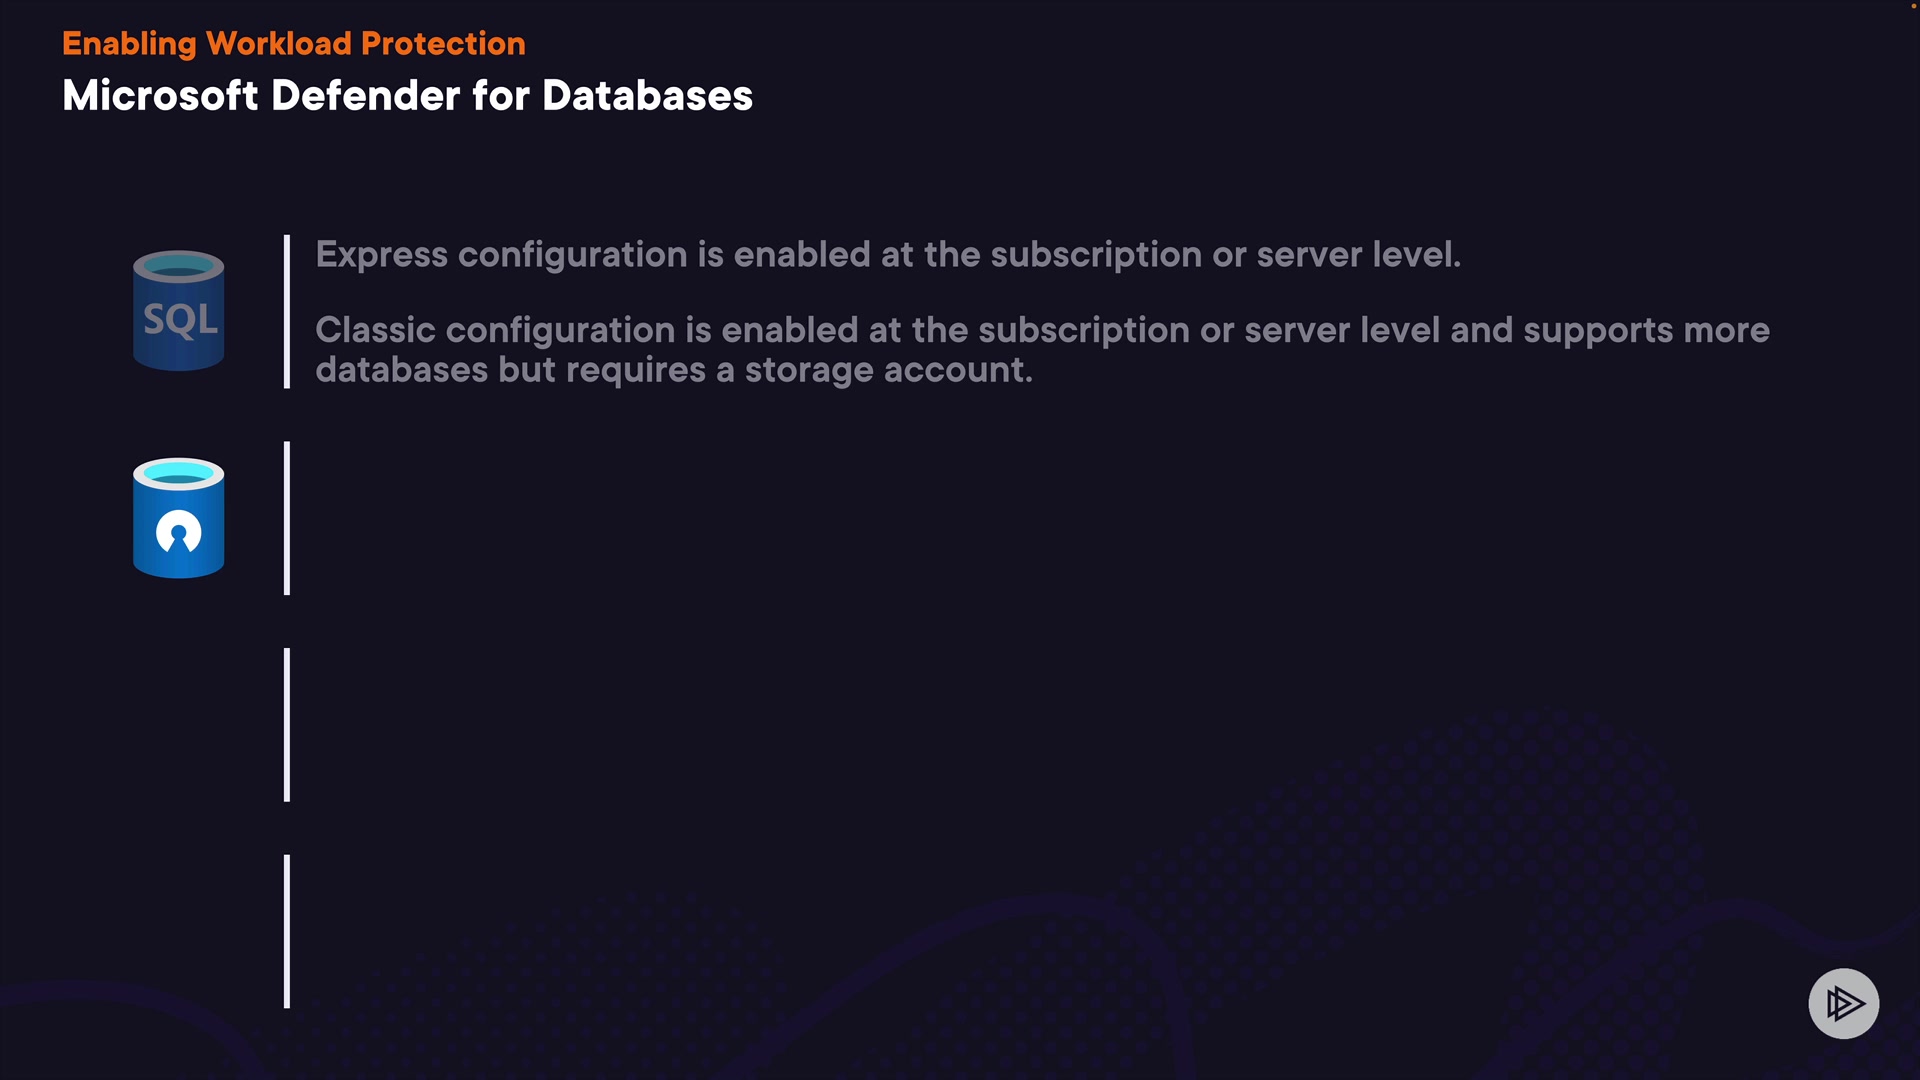 Enabling Workload Protection
Microsoft Defender for Databases
SQL
Express configuration is enabled at the subscription or server level.
Classic configuration is enabled at the subscription or server level and supports more
databases but requires a storage account.